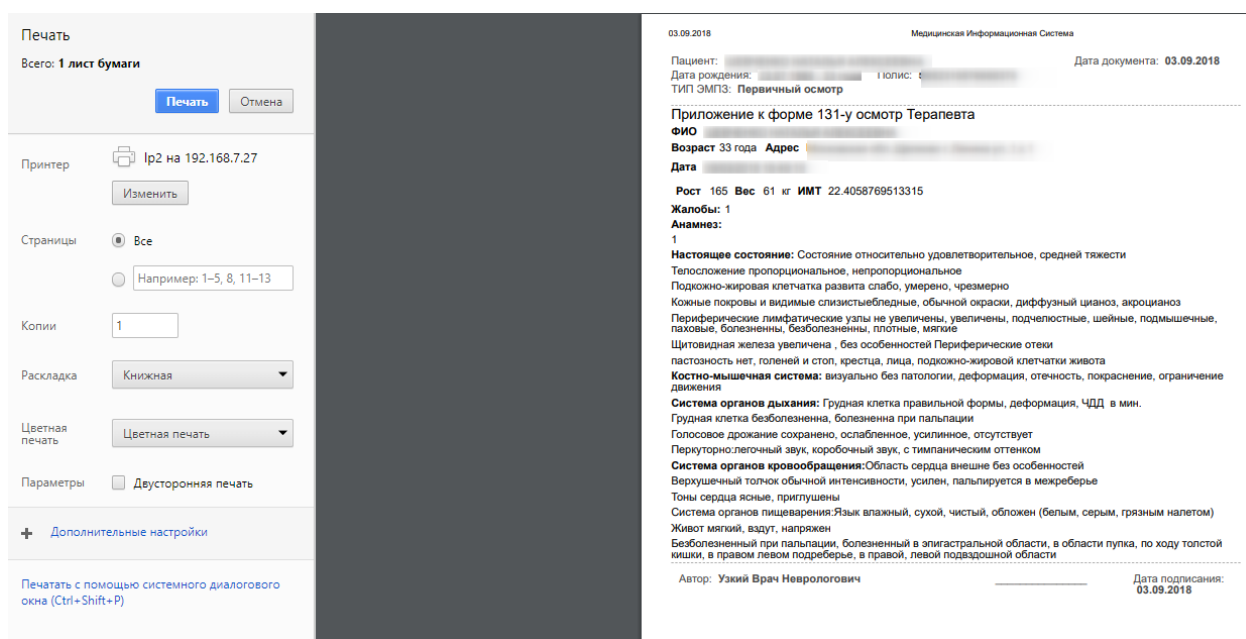 Печать
Всего: 1 лист бумаги
Печать
Отмена
Принтер
lp2 на 192.168.7.27
Изменить
Страницы
Все
Например: 1–5, 8, 11–13
Копии
1
Раскладка
Книжная
Цветная
печать
Цветная печать
Параметры
Двусторонняя печать
Дополнительные настройки
Печатать с помощью системного диалогового
окна (Ctrl+Shift+P)
03.09.2018 Медицинская Информационная Система
Пациент: Дата документа: 03.09.2018
Дата рождения: Полис:
ТИП ЭМПЗ: Первичный осмотр
Приложение к форме 131-у осмотр Терапевта
ФИО
Возраст 33 года Адрес
Дата
Рост 165 Вес 61 кг ИМТ 22.4058769513315
Жалобы: 1
Анамнез:
1
Настоящее состояние: Состояние относительно удовлетворительное, средней тяжести
Телосложение пропорциональное, непропорциональное
Подкожно-жировая клетчатка развита слабо, умерено, чрезмерно
Кожные покровы и видимые слизистыебледные, обычной окраски, диффузный цианоз, акроцианоз
Периферические лимфатические узлы не увеличены, увеличены, подчелюстные, шейные, подмышечные,
паховые, болезненны, безболезненны, плотные, мягкие
Щитовидная железа увеличена , без особенностей Периферические отеки
пастозность нет, голеней и стоп, крестца, лица, подкожно-жировой клетчатки живота
Костно-мышечная система: визуально без патологии, деформация, отечность, покраснение, ограничение
движения
Система органов дыхания: Грудная клетка правильной формы, деформация, ЧДД в мин.
Грудная клетка безболезненна, болезненна при пальпации
Голосовое дрожание сохранено, ослабленное, усилинное, отсутствует
Перкуторно:легочный звук, коробочный звук, с тимпаническим оттенком
Система органов кровообращения:Область сердца внешне без особенностей
Верхушечный толчок обычной интенсивности, усилен, пальпируется в межреберье
Тоны сердца ясные, приглушены
Система органов пищеварения:Язык влажный, сухой, чистый, обложен (белым, серым, грязным налетом)
Живот мягкий, вздут, напряжен
Безболезненный при пальпации, болезненный в эпигастральной области, в области пупка, по ходу толстой
кишки, в правом левом подреберье, в правой, левой подвздошной области
Автор: Узкий Врач Неврологович Дата подписания:
03.09.2018